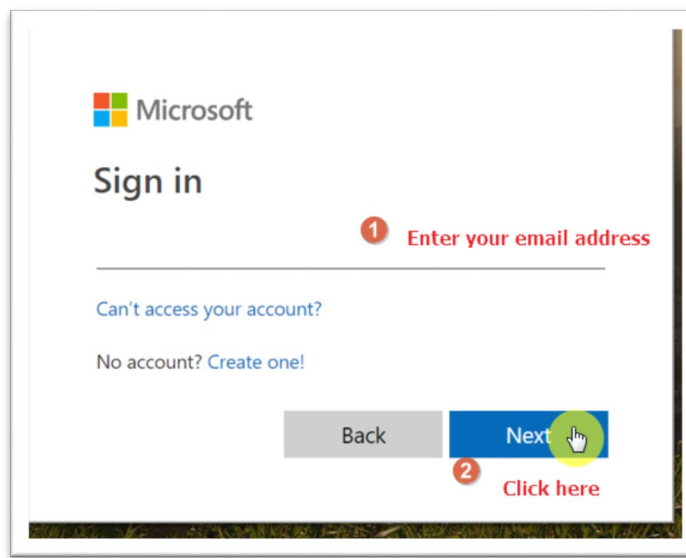 Microsoft
Sign in
1 Enter your email address
Can't access your account?
No account? Create one!
Back Next
2 Click here